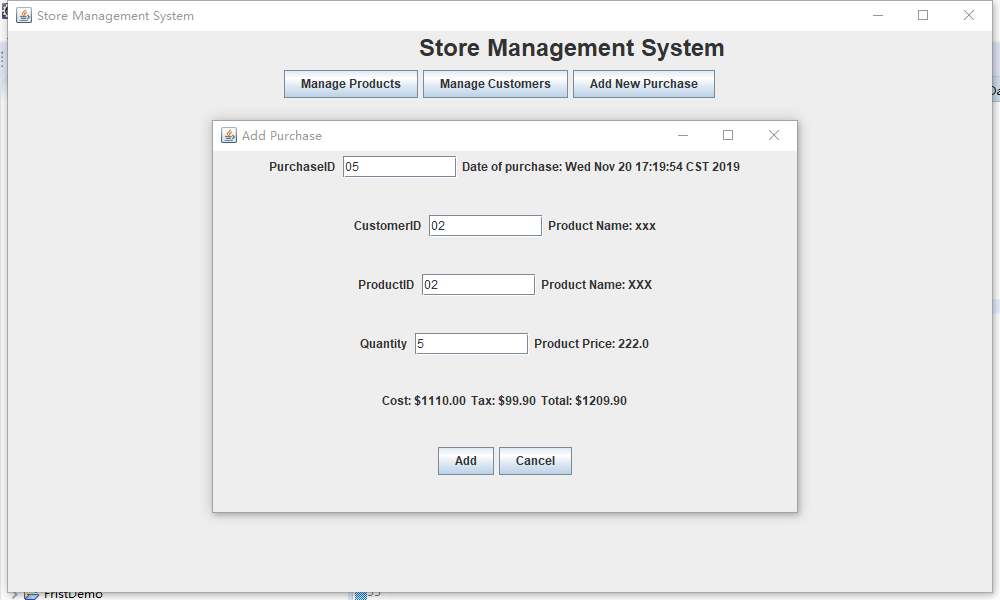 Store Management System
Store Management System
Manage Products Manage Customers Add New Purchase
Add Purchase
PurchaseID 05 Date of purchase: Wed Nov 20 17:19:54 CST 2019
CustomerID 02 Product Name: xxx
ProductID 02 Product Name: XXX
Quantity 5 Product Price: 222.0
Cost: $1110.00 Tax: $99.90 Total: $1209.90
Add Cancel
FristDemo